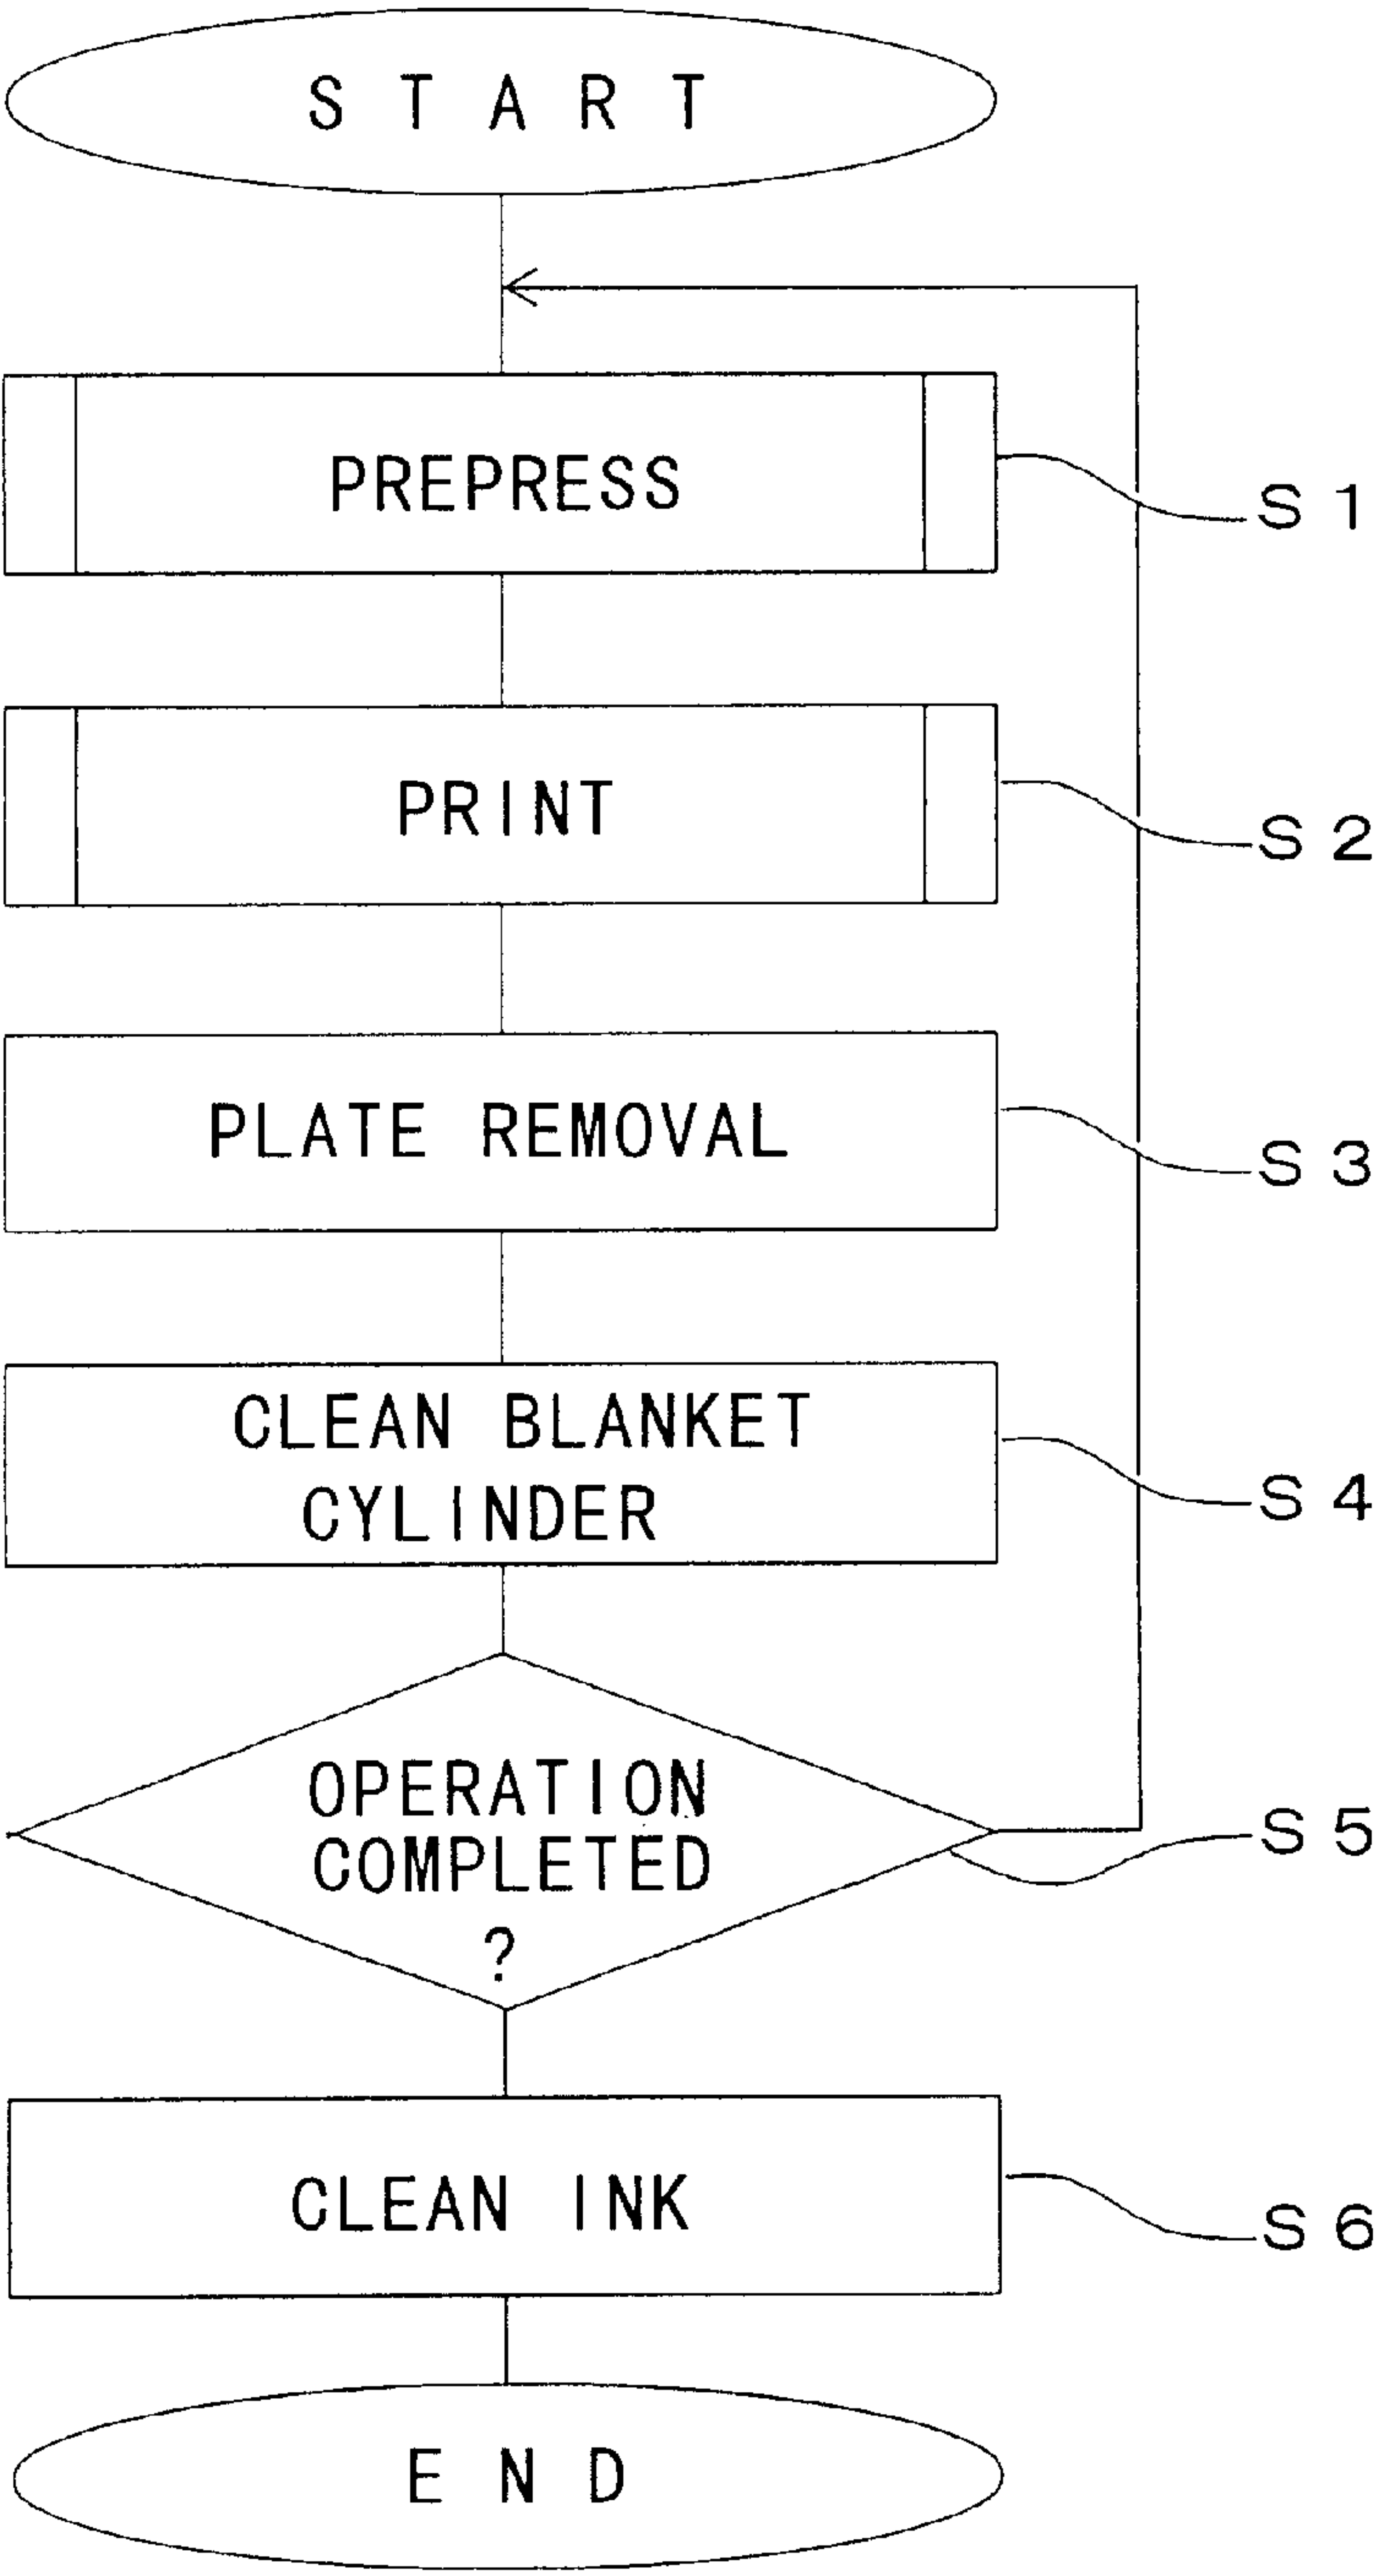 START
PREPRESS
S1
PRINT
S2
PLATE REMOVAL
S3
CLEAN BLANKET
CYLINDER
S4
OPERATION
COMPLETED
?
S5
CLEAN INK
S6
END